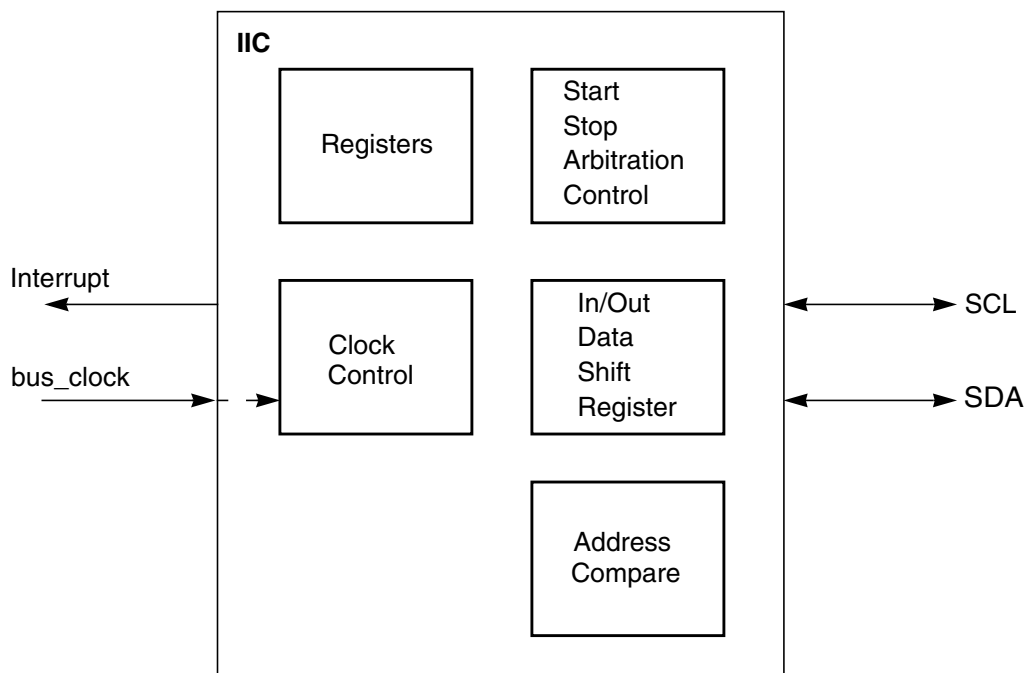 IIC
Registers
Start
Stop
Arbitration
Control
Interrupt
bus_clock
Clock
Control
In/Out
Data
Shift
Register
SCL
SDA
Address
Compare